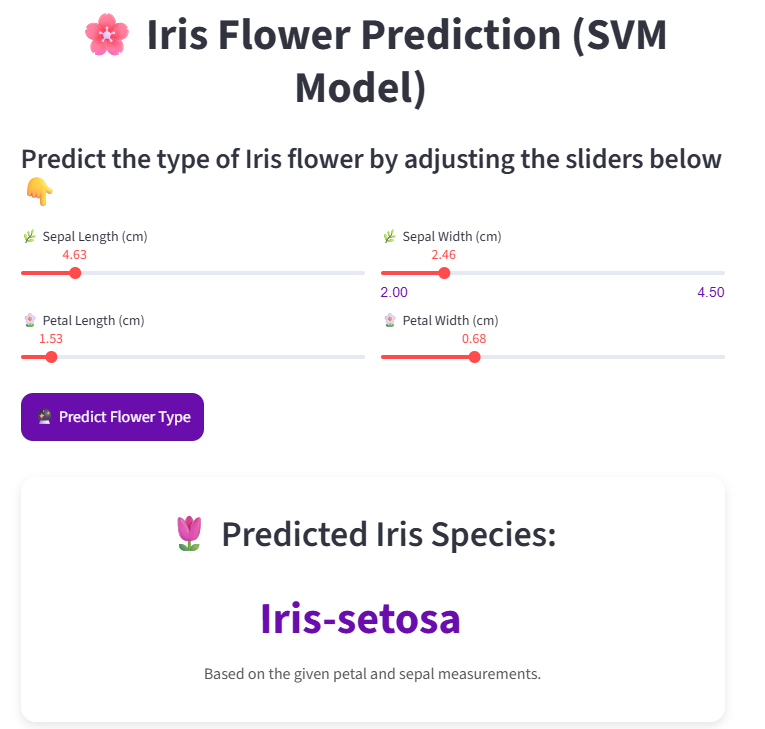 🌸 Iris Flower Prediction (SVM
Model)
Predict the type of Iris flower by adjusting the sliders below
👇
🌿 Sepal Length (cm)
4.63
🌿 Sepal Width (cm)
2.46
2.00 4.50
🌸 Petal Length (cm)
1.53
🌸 Petal Width (cm)
0.68
🔮 Predict Flower Type
🌷 Predicted Iris Species:
Iris-setosa
Based on the given petal and sepal measurements.